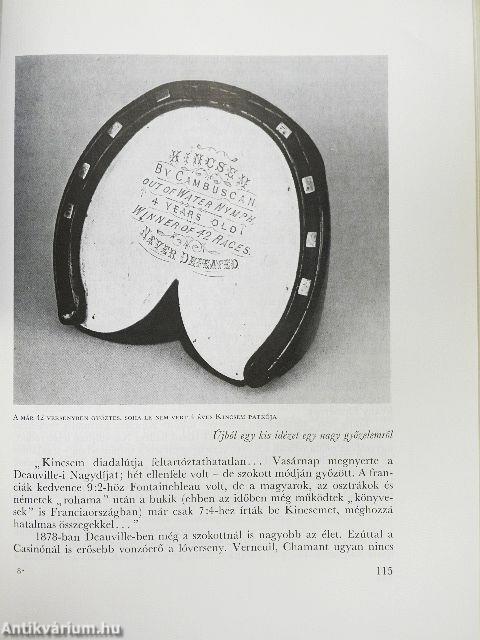 KINCSEM
BY CAMBUSCAN
OUT OF WATER NYMPH.
4 YEARS OLD!
WINNER OF 42 RACES.
NEVER DEFEATED
A MÁR 42 VERSENYBEN GYŐZTES, SOHA LE NEM VERT 4 ÉVES KINCSEM PATKÓJA
Újból egy kis idézet egy nagy győzelemről
„Kincsem diadalútja feltartóztathatatlan... Vasárnap megnyerte a
Deauville-i Nagydíjat; hét ellenfele volt – de szokott módján győzött. A fran-
ciák kedvence 9:2-höz Fontainebleau volt, de a magyarok, az osztrákok és
németek „rohama” után a bukik (ebben az időben még működtek „könyve-
sek” is Franciaországban) már csak 7:4-hez írták be Kincsemet, méghozzá
hatalmas összegekkel...”
1878-ban Deauville-ben még a szokottnál is nagyobb az élet. Ezúttal a
Casinónál is erősebb vonzóerő a lóverseny. Verneuil, Chamant ugyan nincs
8*
115
Antikvárium.hu